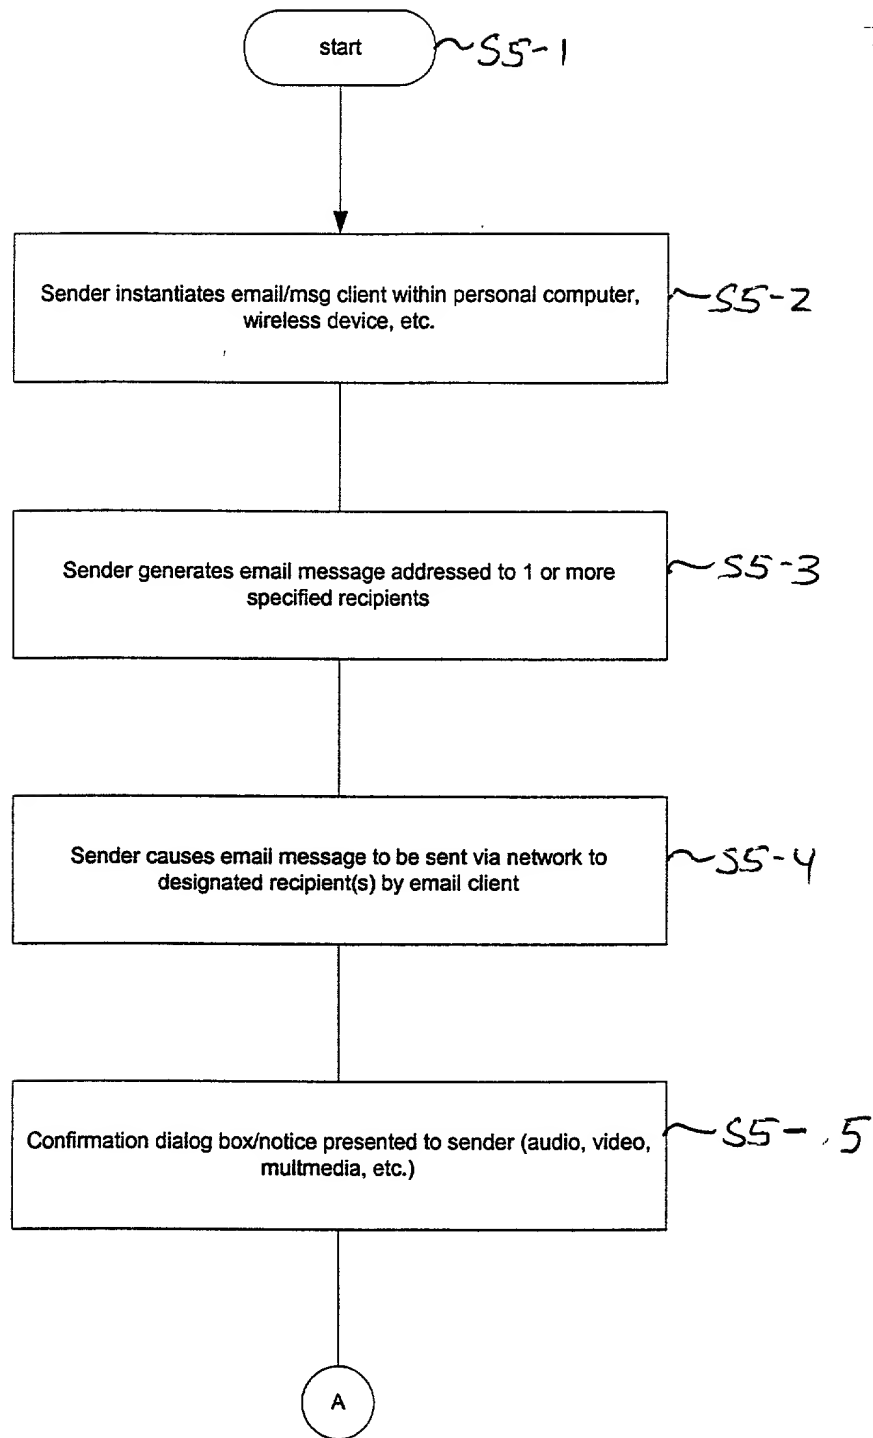 start
S5-1
Sender instantiates email/msg client within personal computer,
wireless device, etc.
S5-2
Sender generates email message addressed to 1 or more
specified recipients
S5-3
Sender causes email message to be sent via network to
designated recipient(s) by email client
S5-4
Confirmation dialog box/notice presented to sender (audio, video,
multmedia, etc.)
S5-.5
A